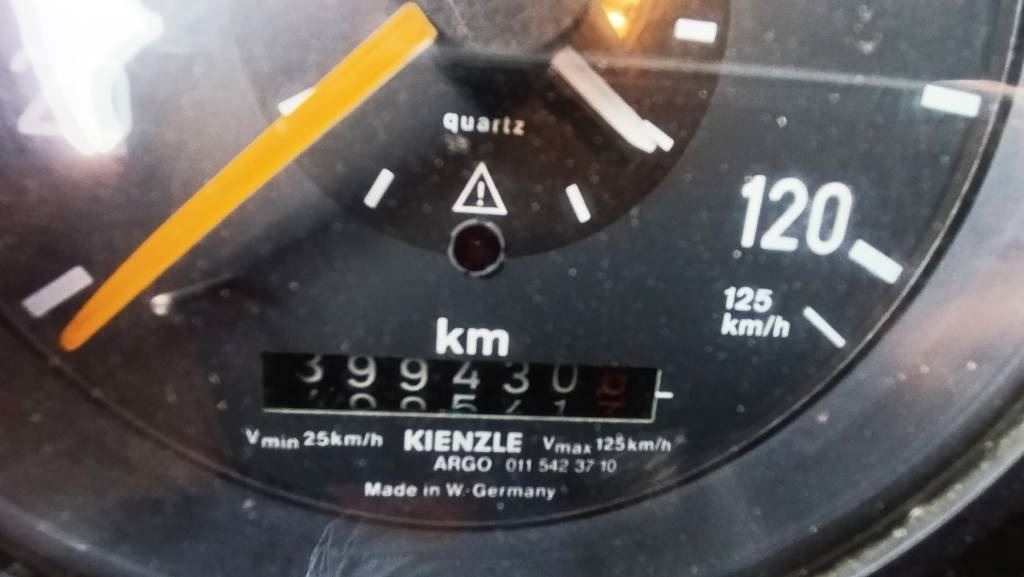 quartz
120
125
km/h
km
399430
Vmin 25km/h KIENZLE Vmax 125km/h
ARGO 011 542 37 10
Made in W.-Germany